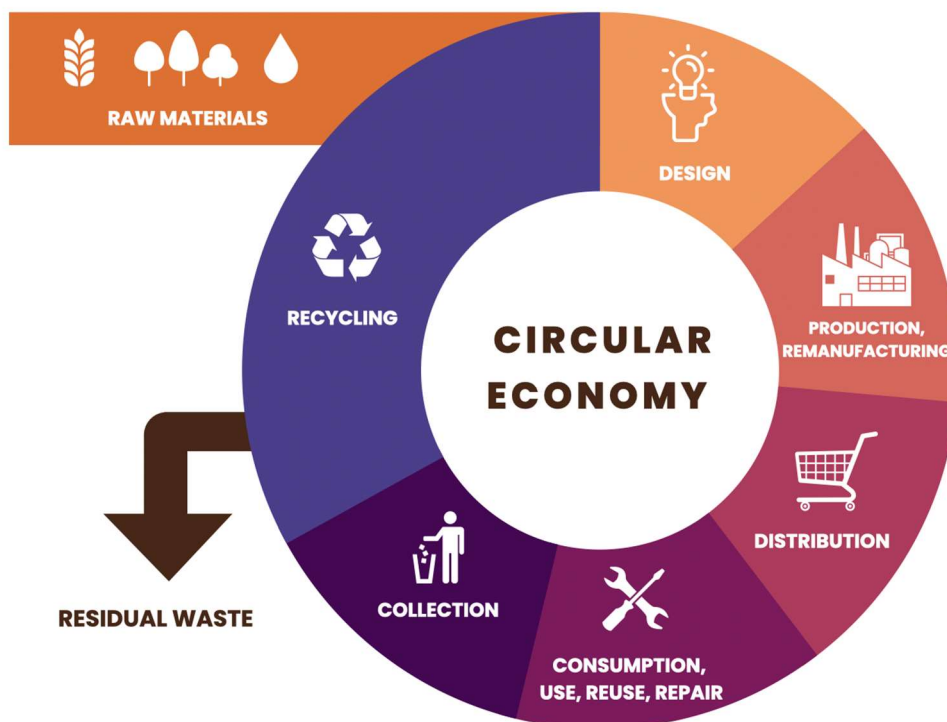 RAW MATERIALS
DESIGN
PRODUCTION,
REMANUFACTURING
DISTRIBUTION
CONSUMPTION,
USE, REUSE, REPAIR
COLLECTION
RECYCLING
CIRCULAR
ECONOMY
RESIDUAL WASTE